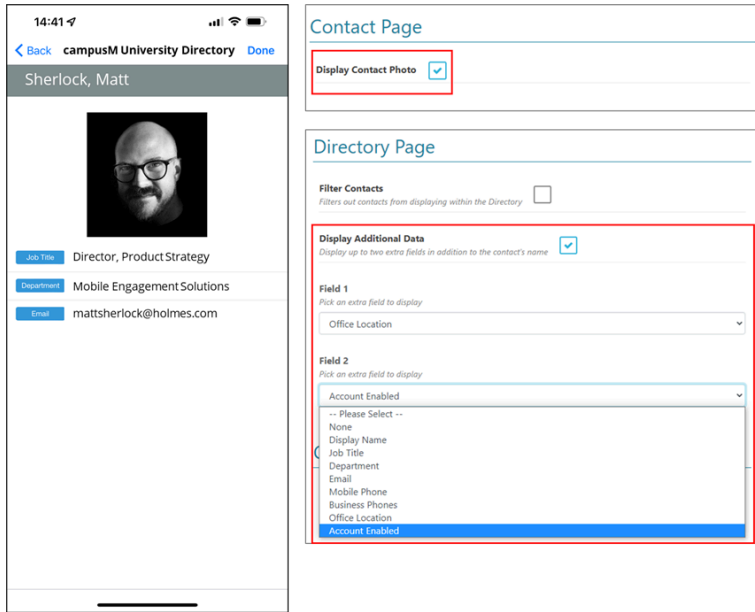 14:41
Back campusM University Directory Done
Sherlock, Matt
Job Title Director, Product Strategy
Department Mobile Engagement Solutions
Email mattsherlock@holmes.com
Contact Page
Display Contact Photo
Directory Page
Filter Contacts
Filters out contacts from displaying within the Directory
Display Additional Data
Display up to two extra fields in addition to the contact's name
Field 1
Pick an extra field to display
Office Location
Field 2
Pick an extra field to display
Account Enabled
-- Please Select --
None
Display Name
Job Title
Department
Email
Mobile Phone
Business Phones
Office Location
Account Enabled